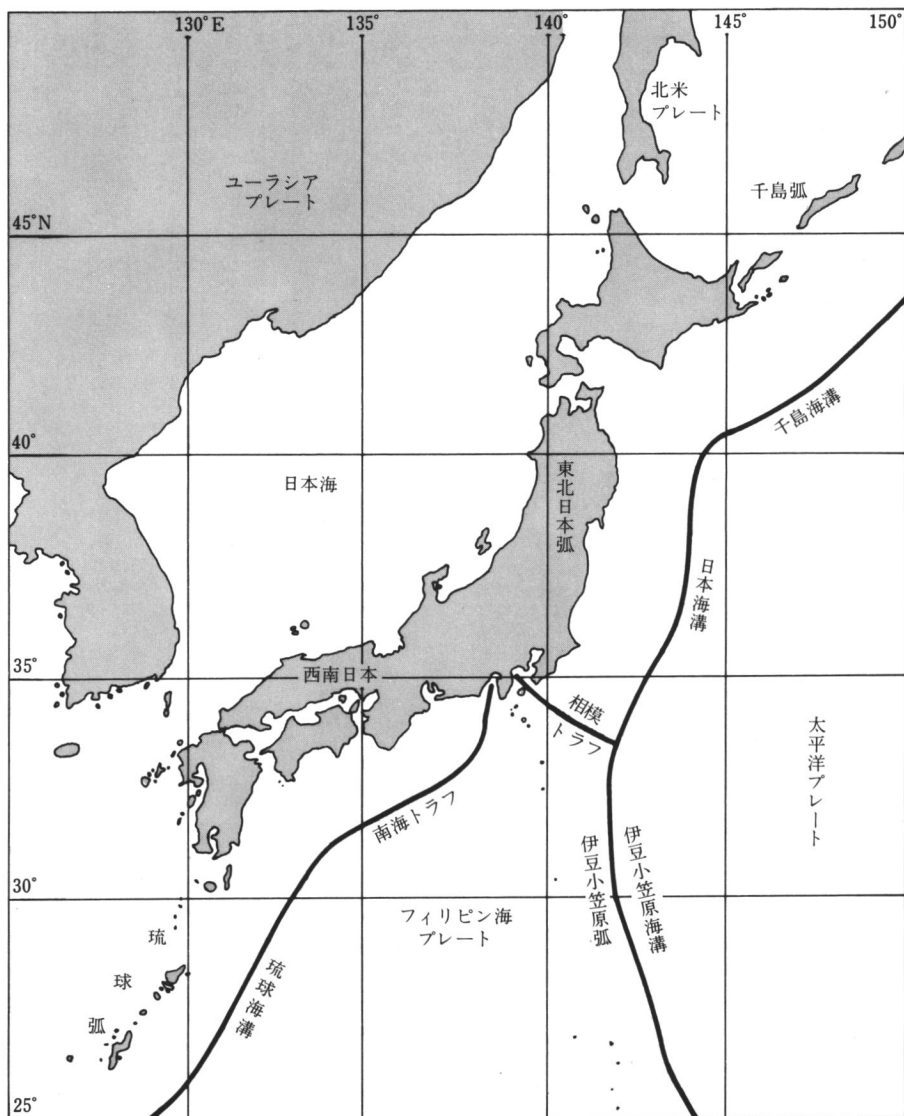 130°E
135°
140°
145°
150°
北米
プレート
ユーラシア
プレート
千島弧
45°N
千島海溝
40°
日本海
東北日本弧
日本海溝
35°
西南日本
相模
トラフ
太平洋プレート
南海トラフ
伊豆小笠原弧
伊豆小笠原海溝
30°
フィリピン海
プレート
琉球弧
琉球海溝
25°